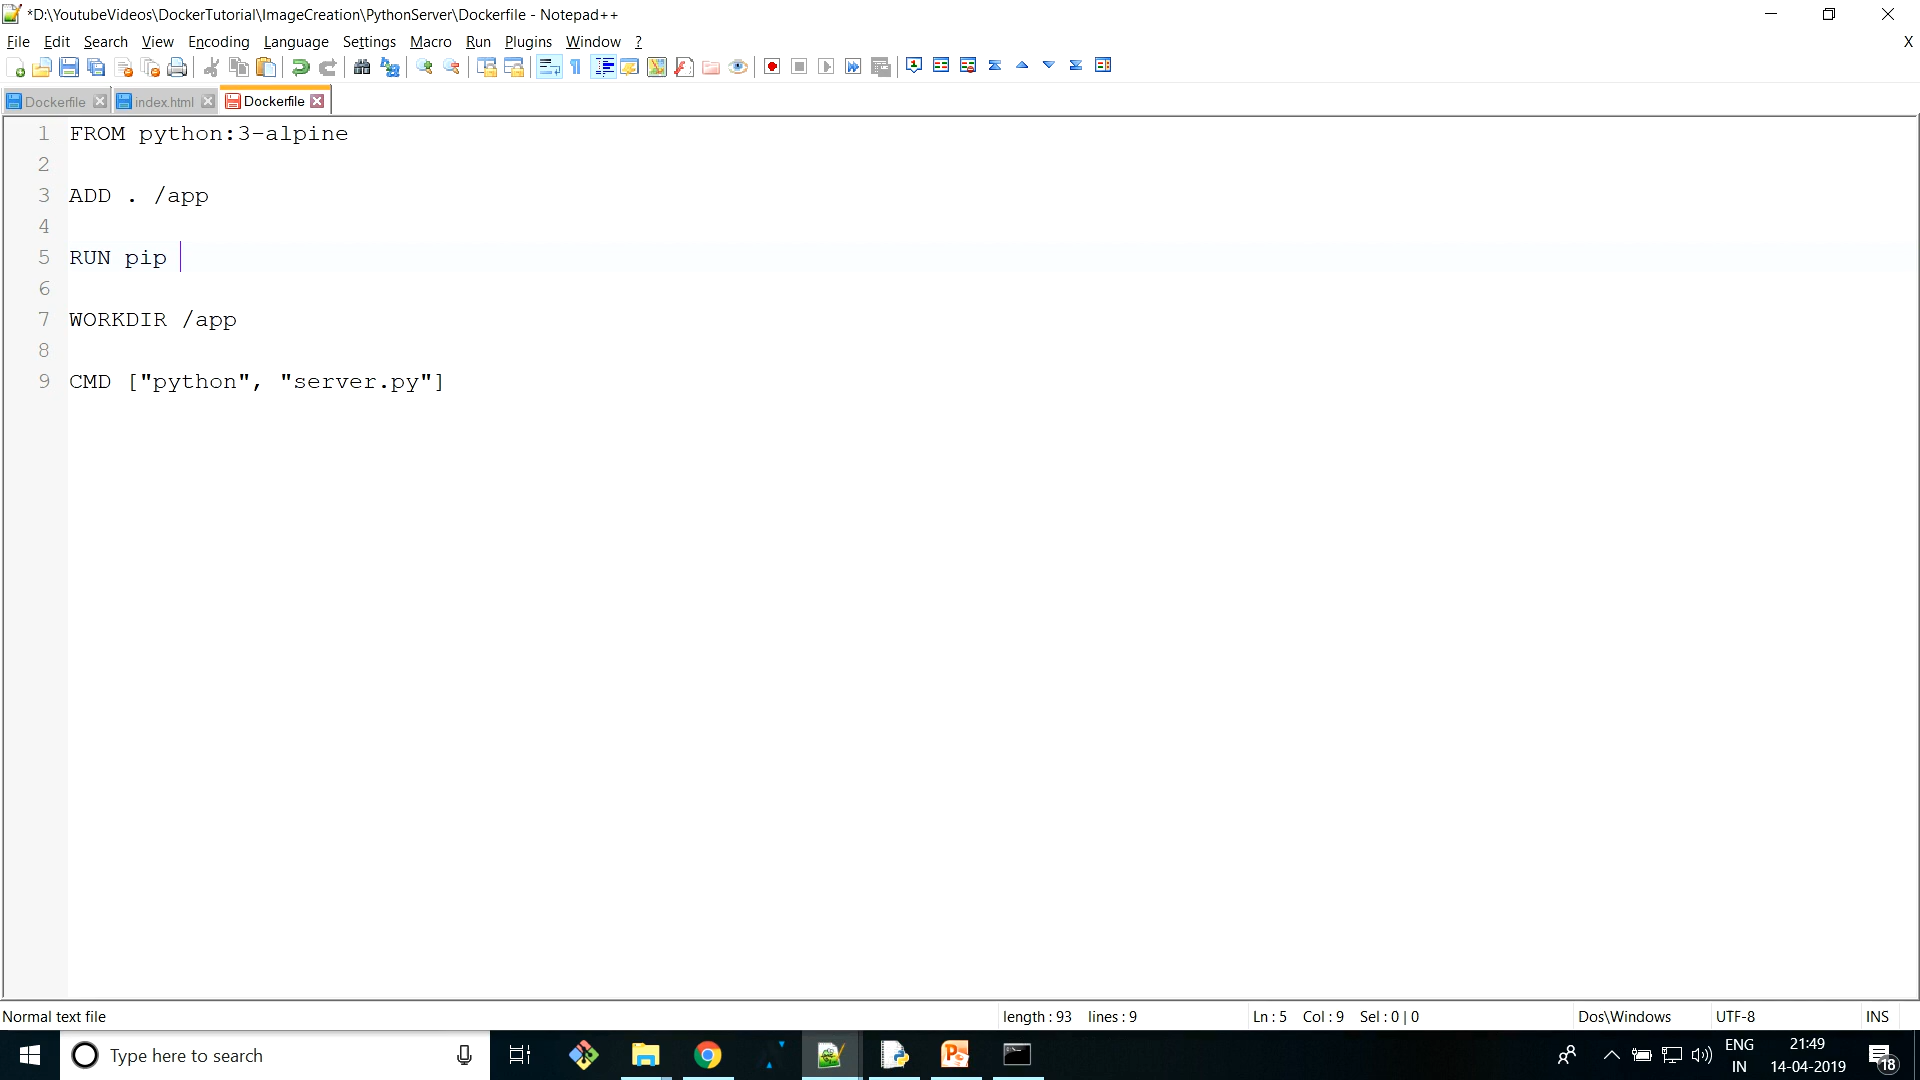 *D:\YoutubeVideos\DockerTutorial\ImageCreation\PythonServer\Dockerfile - Notepad++
File Edit Search View Encoding Language Settings Macro Run Plugins Window ? X
Dockerfile index.html Dockerfile
1 FROM python:3-alpine
2
3 ADD . /app
4
5 RUN pip
6
7 WORKDIR /app
8
9 CMD ["python", "server.py"]
Normal text file length : 93 lines : 9 Ln : 5 Col : 9 Sel : 0 | 0 Dos\Windows UTF-8 INS
Type here to search ENG 21:49
IN 14-04-2019 18